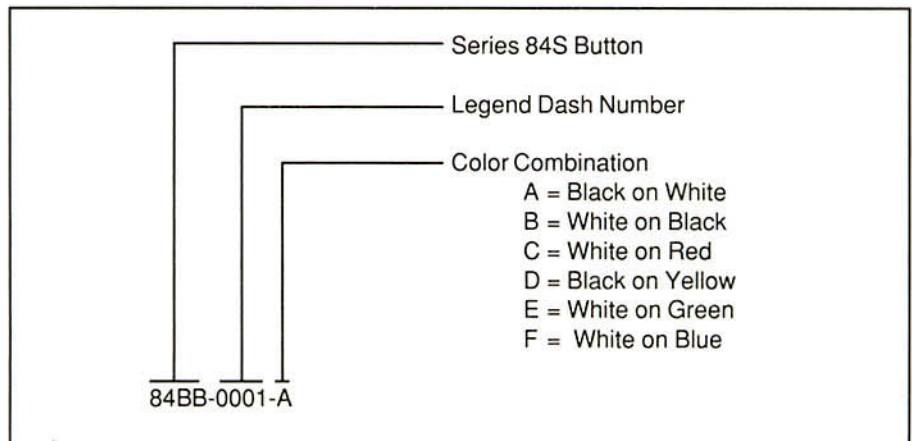 Series 84S Button
Legend Dash Number
Color Combination
A = Black on White
B = White on Black
C = White on Red
D = Black on Yellow
E = White on Green
F = White on Blue
84BB-0001-A